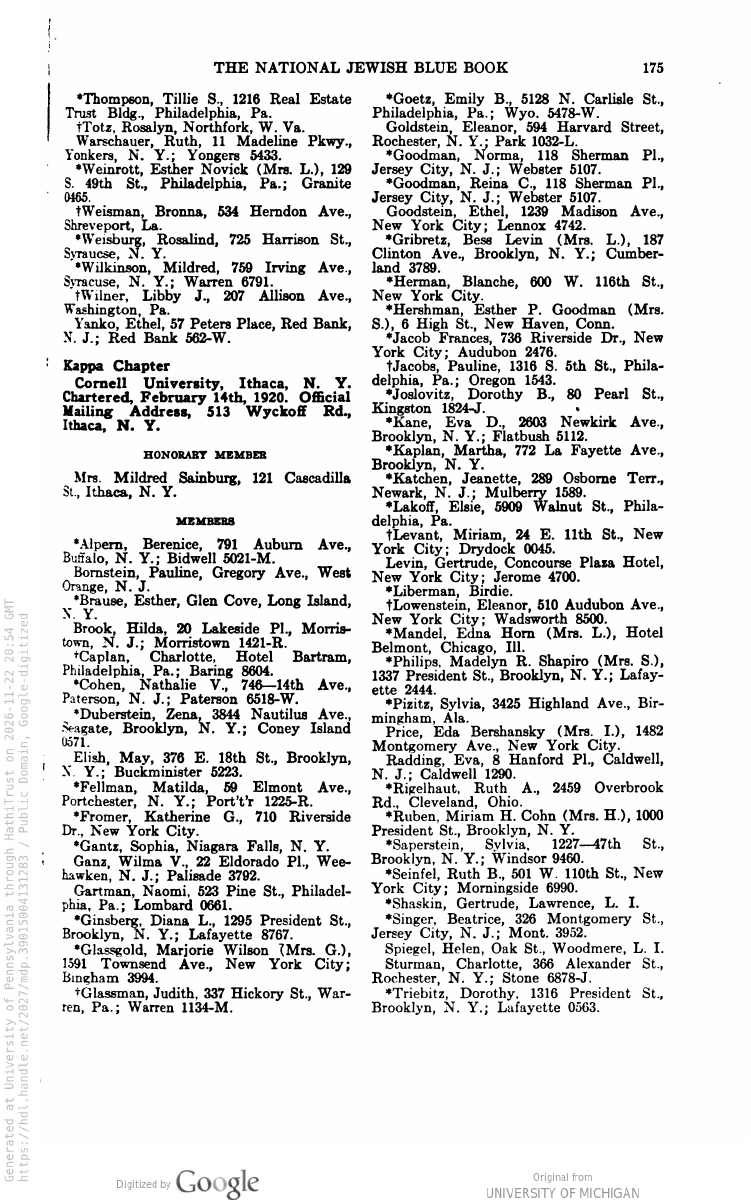 THE NATIONAL JEWISH BLUE BOOK 175
*Thompson, Tillie S., 1216 Real Estate
Trust Bldg., Philadelphia, Pa.
†Totz, Rosalyn, Northfork, W. Va.
Warschauer, Ruth, 11 Madeline Pkwy.,
Yonkers, N. Y.; Yongers 5433.
*Weinrott, Esther Novick (Mrs. L.), 129
S. 49th St., Philadelphia, Pa.; Granite
0465.
†Weisman, Bronna, 534 Herndon Ave.,
Shreveport, La.
*Weisburg, Rosalind, 725 Harrison St.,
Syraucse, N. Y.
*Wilkinson, Mildred, 759 Irving Ave.,
Syracuse, N. Y.; Warren 6791.
†Wilner, Libby J., 207 Allison Ave.,
Washington, Pa.
Yanko, Ethel, 57 Peters Place, Red Bank,
N. J.; Red Bank 562-W.
Kappa Chapter
Cornell University, Ithaca, N. Y.
Chartered, February 14th, 1920. Official
Mailing Address, 513 Wyckoff Rd.,
Ithaca, N. Y.
HONORARY MEMBER
Mrs. Mildred Sainburg, 121 Cascadilla
St., Ithaca, N. Y.
MEMBERS
*Alpern, Berenice, 791 Auburn Ave.,
Buffalo, N. Y.; Bidwell 5021-M.
Bornstein, Pauline, Gregory Ave., West
Orange, N. J.
*Brause, Esther, Glen Cove, Long Island,
N. Y.
Brook, Hilda, 20 Lakeside Pl., Morris-
town, N. J.; Morristown 1421-R.
†Caplan, Charlotte, Hotel Bartram,
Philadelphia, Pa.; Baring 8604.
*Cohen, Nathalie V., 746—14th Ave.,
Paterson, N. J.; Paterson 6518-W.
*Duberstein, Zena, 3844 Nautilus Ave.,
Seagate, Brooklyn, N. Y.; Coney Island
0571.
Elish, May, 376 E. 18th St., Brooklyn,
N. Y.; Buckminister 5223.
*Fellman, Matilda, 59 Elmont Ave.,
Portchester, N. Y.; Port't'r 1225-R.
*Fromer, Katherine G., 710 Riverside
Dr., New York City.
*Gantz, Sophia, Niagara Falls, N. Y.
Ganz, Wilma V., 22 Eldorado Pl., Wee-
hawken, N. J.; Palisade 3792.
Gartman, Naomi, 523 Pine St., Philadel-
phia, Pa.; Lombard 0661.
*Ginsberg, Diana L., 1295 President St.,
Brooklyn, N. Y.; Lafayette 8767.
*Glassgold, Marjorie Wilson (Mrs. G.),
1591 Townsend Ave., New York City;
Bingham 3994.
†Glassman, Judith, 337 Hickory St., War-
ren, Pa.; Warren 1134-M.
*Goetz, Emily B., 5128 N. Carlisle St.,
Philadelphia, Pa.; Wyo. 5478-W.
Goldstein, Eleanor, 594 Harvard Street,
Rochester, N. Y.; Park 1032-L.
*Goodman, Norma, 118 Sherman Pl.,
Jersey City, N. J.; Webster 5107.
*Goodman, Reina C., 118 Sherman Pl.,
Jersey City, N. J.; Webster 5107.
Goodstein, Ethel, 1239 Madison Ave.,
New York City; Lennox 4742.
*Gribretz, Bess Levin (Mrs. L.), 187
Clinton Ave., Brooklyn, N. Y.; Cumber-
land 3789.
*Herman, Blanche, 600 W. 116th St.,
New York City.
*Hershman, Esther P. Goodman (Mrs.
S.), 6 High St., New Haven, Conn.
*Jacob Frances, 736 Riverside Dr., New
York City; Audubon 2476.
†Jacobs, Pauline, 1316 S. 5th St., Phila-
delphia, Pa.; Oregon 1543.
*Joslovitz, Dorothy B., 80 Pearl St.,
Kingston 1824-J.
*Kane, Eva D., 2603 Newkirk Ave.,
Brooklyn, N. Y.; Flatbush 5112.
*Kaplan, Martha, 772 La Fayette Ave.,
Brooklyn, N. Y.
*Katchen, Jeanette, 289 Osborne Terr.,
Newark, N. J.; Mulberry 1589.
*Lakoff, Elsie, 5909 Walnut St., Phila-
delphia, Pa.
†Levant, Miriam, 24 E. 11th St., New
York City; Drydock 0045.
Levin, Gertrude, Concourse Plaza Hotel,
New York City; Jerome 4700.
*Liberman, Birdie.
†Lowenstein, Eleanor, 510 Audubon Ave.,
New York City; Wadsworth 8500.
*Mandel, Edna Horn (Mrs. L.), Hotel
Belmont, Chicago, Ill.
*Philips, Madelyn R. Shapiro (Mrs. S.),
1337 President St., Brooklyn, N. Y.; Lafay-
ette 2444.
*Pizitz, Sylvia, 3425 Highland Ave., Bir-
mingham, Ala.
Price, Eda Bershansky (Mrs. I.), 1482
Montgomery Ave., New York City.
Radding, Eva, 8 Hanford Pl., Caldwell,
N. J.; Caldwell 1290.
*Rigelhaut, Ruth A., 2459 Overbrook
Rd., Cleveland, Ohio.
*Ruben, Miriam H. Cohn (Mrs. H.), 1000
President St., Brooklyn, N. Y.
*Saperstein, Sylvia, 1227—47th St.,
Brooklyn, N. Y.; Windsor 9460.
*Seinfel, Ruth B., 501 W. 110th St., New
York City; Morningside 6990.
*Shaskin, Gertrude, Lawrence, L. I.
*Singer, Beatrice, 326 Montgomery St.,
Jersey City, N. J.; Mont. 3952.
Spiegel, Helen, Oak St., Woodmere, L. I.
Sturman, Charlotte, 366 Alexander St.,
Rochester, N. Y.; Stone 6878-J.
*Triebitz, Dorothy, 1316 President St.,
Brooklyn, N. Y.; Lafayette 0563.
Generated at University of Pennsylvania through HathiTrust on 2026-11-22 20:54 GMT
https://hdl.handle.net/2027/mdp.39015004131283 / Public Domain, Google-digitized
Digitized by Google
Original from
UNIVERSITY OF MICHIGAN